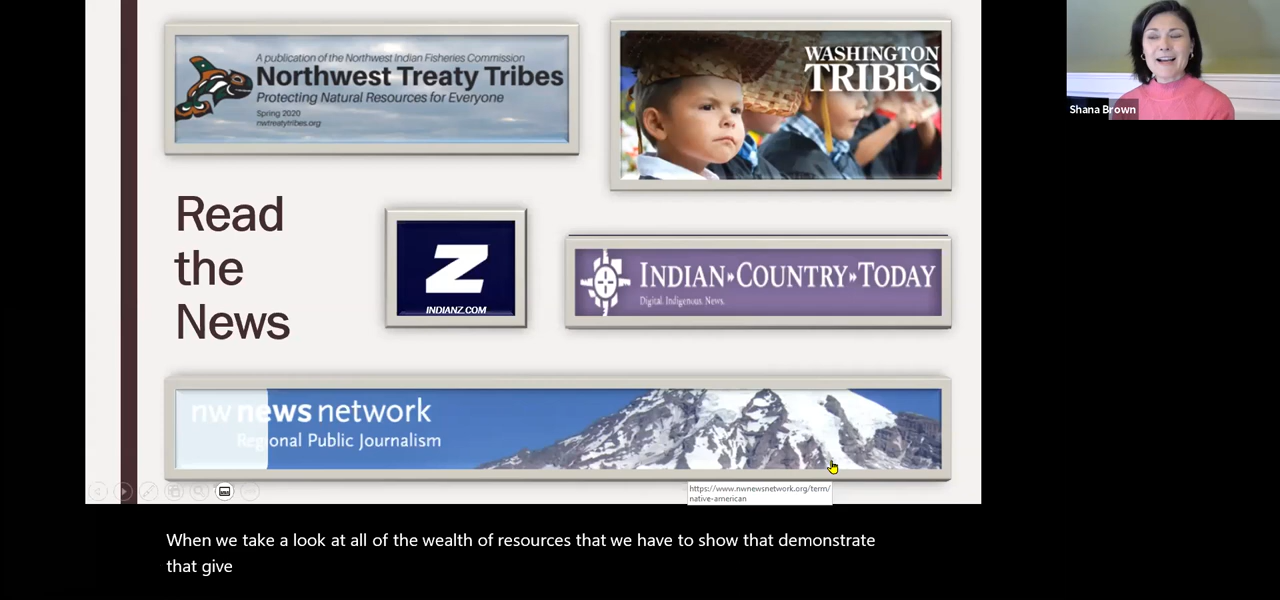 A publication of the Northwest Indian Fisheries Commission
Northwest Treaty Tribes
Protecting Natural Resources for Everyone
Spring 2020
nwtreatytribes.org
WASHINGTON
TRIBES
Shana Brown
Read
the
News
Z
INDIANZ.COM
INDIAN COUNTRY TODAY
Digital. Indigenous. News.
nw news network
Regional Public Journalism
https://www.nwnewsnetwork.org/term/
native-american
When we take a look at all of the wealth of resources that we have to show that demonstrate
that give